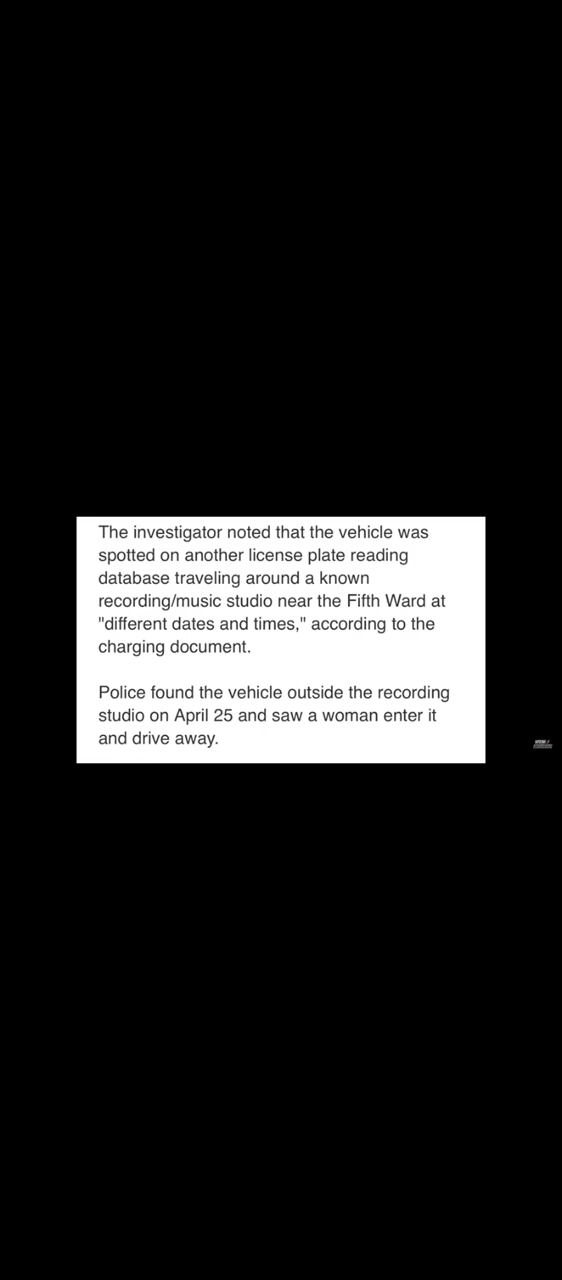 The investigator noted that the vehicle was
spotted on another license plate reading
database traveling around a known
recording/music studio near the Fifth Ward at
"different dates and times," according to the
charging document.
Police found the vehicle outside the recording
studio on April 25 and saw a woman enter it
and drive away.